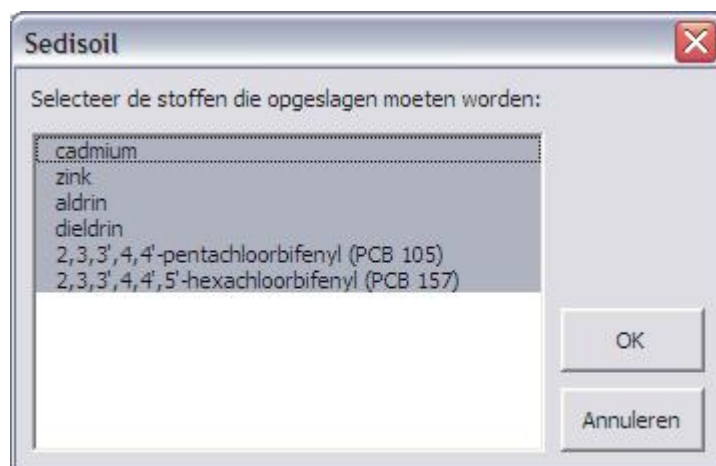 Sedisoil
Selecteer de stoffen die opgeslagen moeten worden:
cadmium
zink
aldrin
dieldrin
2,3,3',4,4'-pentachloorbifenyl (PCB 105)
2,3,3',4,4',5'-hexachloorbifenyl (PCB 157)
OK
Annuleren